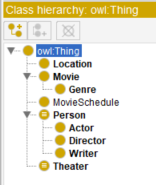 Class hierarchy: owl:Thing
owl:Thing
Location
Movie
Genre
MovieSchedule
Person
Actor
Director
Writer
Theater